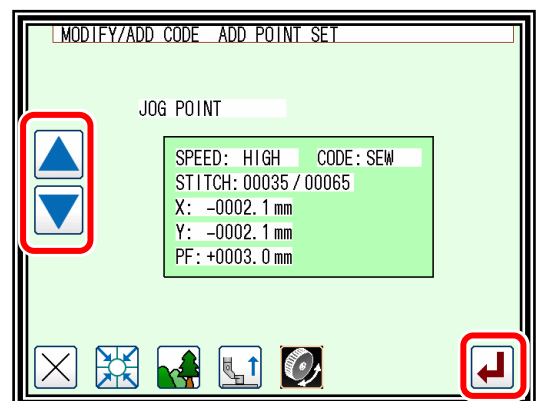 MODIFY/ADD CODE ADD POINT SET
JOG POINT
SPEED: HIGH CODE:SEW
STITCH:00035/00065
X: -0002.1mm
Y: -0002.1mm
PF:+0003.0mm